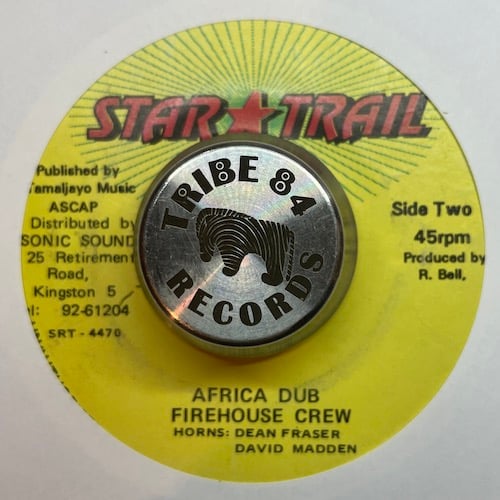 STAR★TRAIL
Published by
Tamaljayo Music
ASCAP
Distributed by
SONIC SOUND
25 Retirement
Road,
Kingston 5
l: 92-61204
SRT - 4470
TRIBE 84
RECORDS
Side Two
45rpm
Produced by
R. Bell,
AFRICA DUB
FIREHOUSE CREW
HORNS: DEAN FRASER
DAVID MADDEN